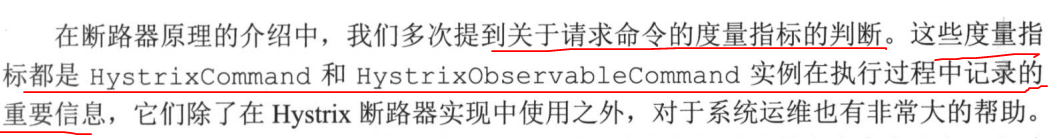 在断路器原理的介绍中，我们多次提到关于请求命令的度量指标的判断。这些度量指
标都是 HystrixCommand 和 HystrixObservableCommand 实例在执行过程中记录的
重要信息，它们除了在 Hystrix 断路器实现中使用之外，对于系统运维也有非常大的帮助。